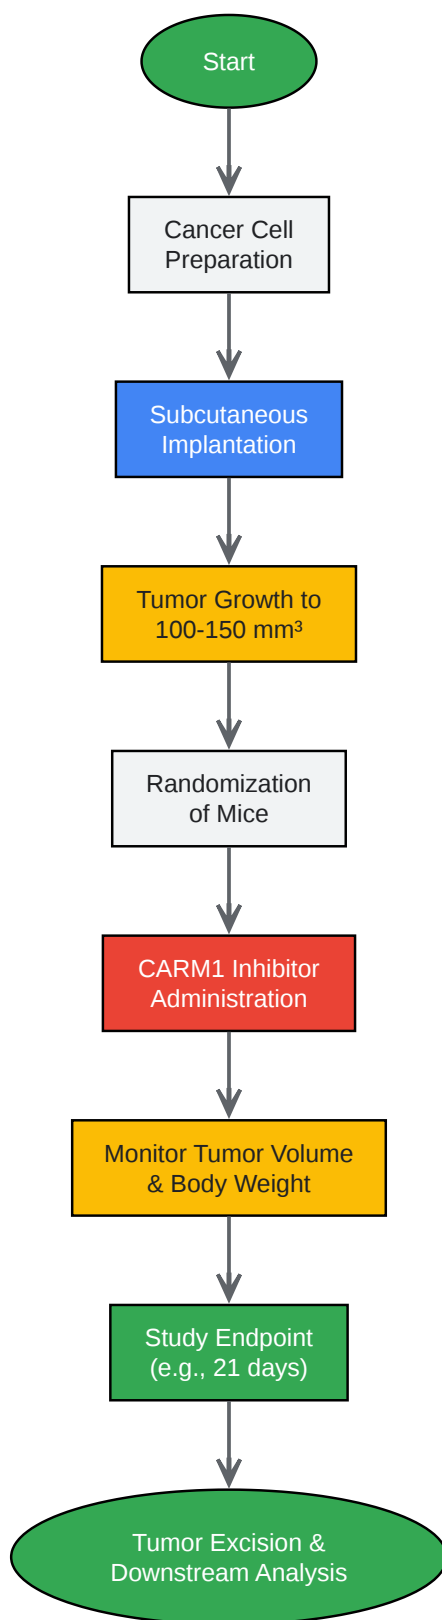 Start
Cancer Cell
Preparation
Subcutaneous
Implantation
Tumor Growth to
100-150 mm³
Randomization
of Mice
CARM1 Inhibitor
Administration
Monitor Tumor Volume
& Body Weight
Study Endpoint
(e.g., 21 days)
Tumor Excision &
Downstream Analysis